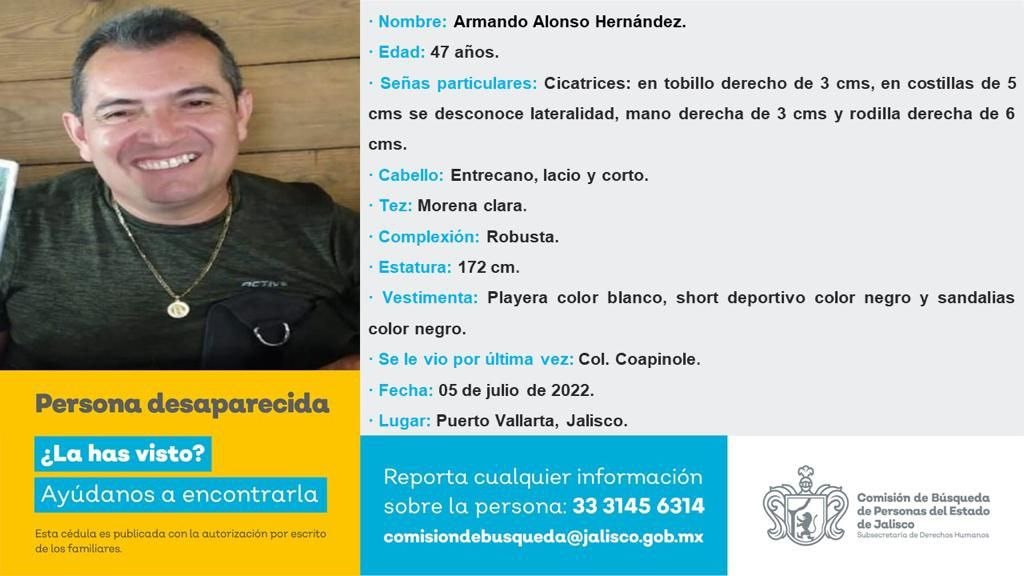 · Nombre: Armando Alonso Hernández.
· Edad: 47 años.
· Señas particulares: Cicatrices: en tobillo derecho de 3 cms, en costillas de 5
cms se desconoce lateralidad, mano derecha de 3 cms y rodilla derecha de 6
cms.
· Cabello: Entrecano, lacio y corto.
· Tez: Morena clara.
· Complexión: Robusta.
· Estatura: 172 cm.
· Vestimenta: Playera color blanco, short deportivo color negro y sandalias
color negro.
· Se le vio por última vez: Col. Coapinole.
· Fecha: 05 de julio de 2022.
· Lugar: Puerto Vallarta, Jalisco.
ACTIVE
Persona desaparecida
¿La has visto?
Ayúdanos a encontrarla
Esta cédula es publicada con la autorización por escrito
de los familiares.
Reporta cualquier información
sobre la persona: 33 3145 6314
comisiondebusqueda@jalisco.gob.mx
Comisión de Búsqueda
de Personas del Estado
de Jalisco
Subsecretaría de Derechos Humanos